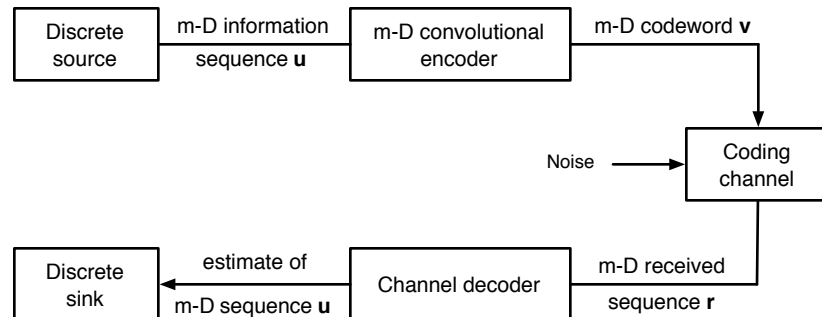 Discrete
source
m-D information
sequence u
m-D convolutional
encoder
m-D codeword v
Noise
Coding
channel
Discrete
sink
estimate of
m-D sequence u
Channel decoder
m-D received
sequence r